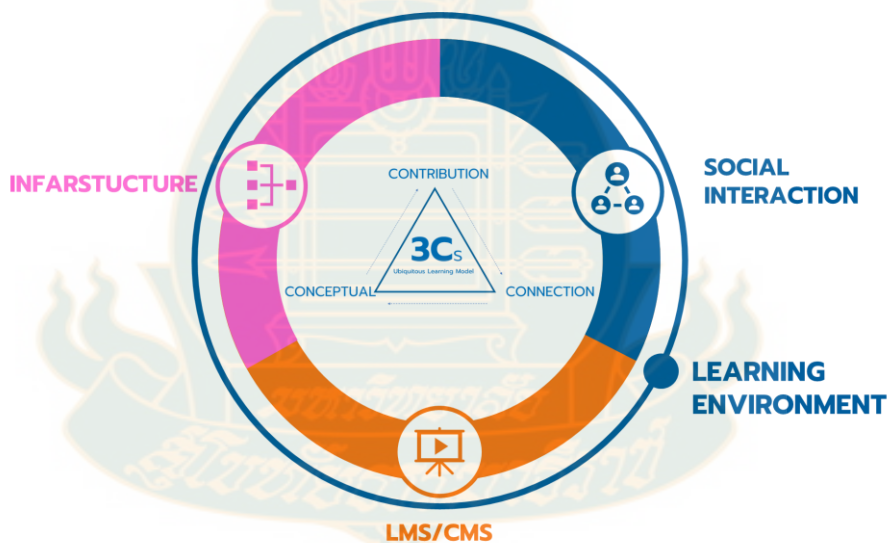 CONTRIBUTION
INFARSTUCTURE
SOCIAL
INTERACTION
3Cs
Ubiquitous Learning Model
CONCEPTUAL
CONNECTION
LEARNING
ENVIRONMENT
LMS/CMS